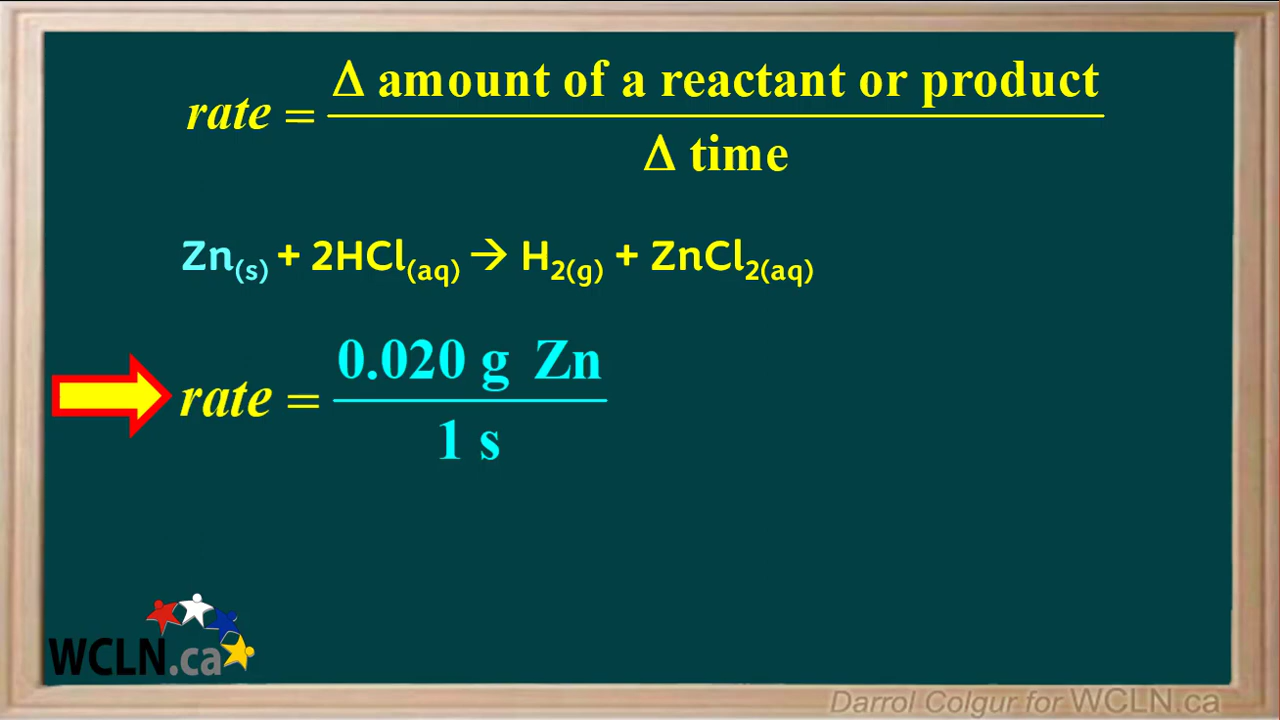 rate = Δ amount of a reactant or product / Δ time
Zn(s) + 2HCl(aq) → H2(g) + ZnCl2(aq)
rate = 0.020 g Zn / 1 s
WCLN.ca
Darrol Colgur for WCLN.ca